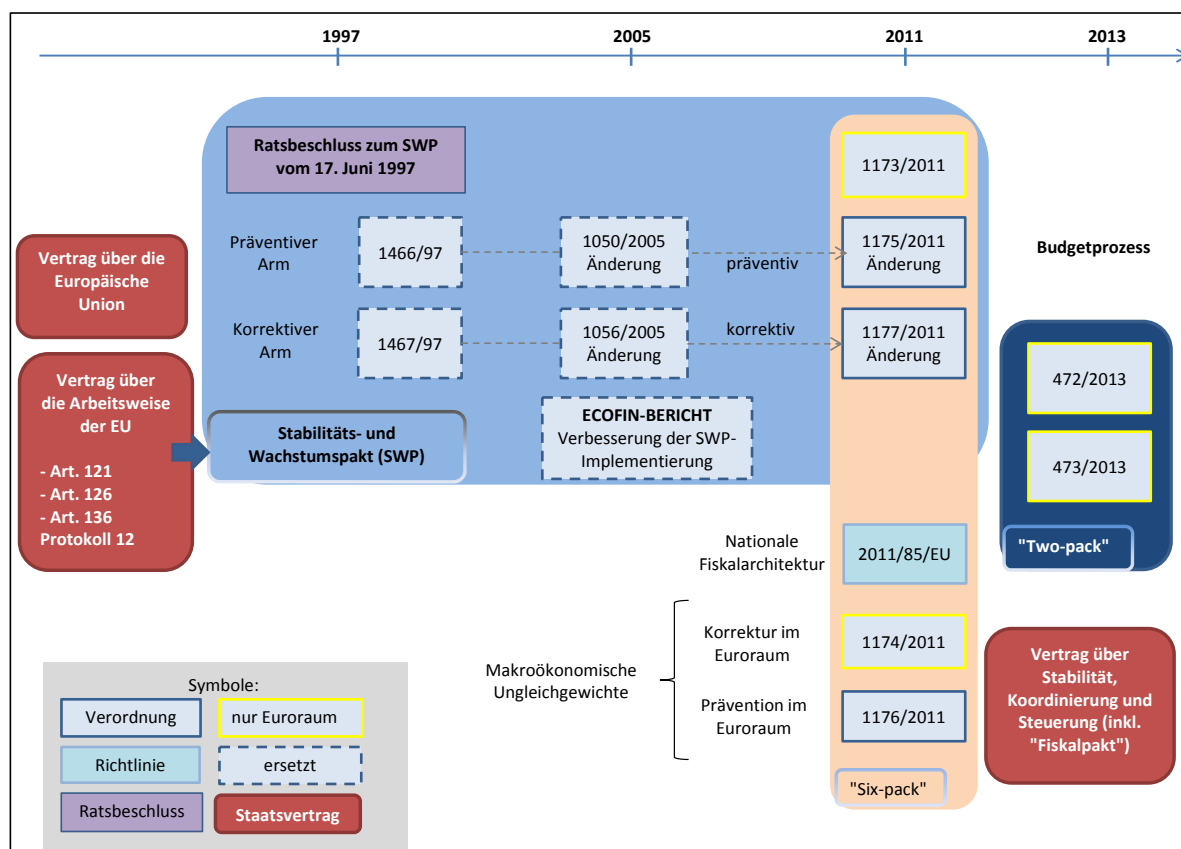 1997
2005
2011
2013
Ratsbeschluss zum SWP
vom 17. Juni 1997
1173/2011
Präventiver
Arm
1466/97
1050/2005
Änderung
präventiv
1175/2011
Änderung
Korrektiver
Arm
1467/97
1056/2005
Änderung
korrektiv
1177/2011
Änderung
Vertrag über die
Europäische
Union
Vertrag über
die Arbeitsweise
der EU
- Art. 121
- Art. 126
- Art. 136
Protokoll 12
Stabilitäts- und
Wachstumspakt (SWP)
ECOFIN-BERICHT
Verbesserung der SWP-
Implementierung
Budgetprozess
472/2013
473/2013
"Two-pack"
Nationale
Fiskalarchitektur
2011/85/EU
Makroökonomische
Ungleichgewichte
Korrektur im
Euroraum
1174/2011
Prävention im
Euroraum
1176/2011
"Six-pack"
Vertrag über
Stabilität,
Koordinierung und
Steuerung (inkl.
"Fiskalpakt")
Symbole:
Verordnung
nur Euroraum
Richtlinie
ersetzt
Ratsbeschluss
Staatsvertrag